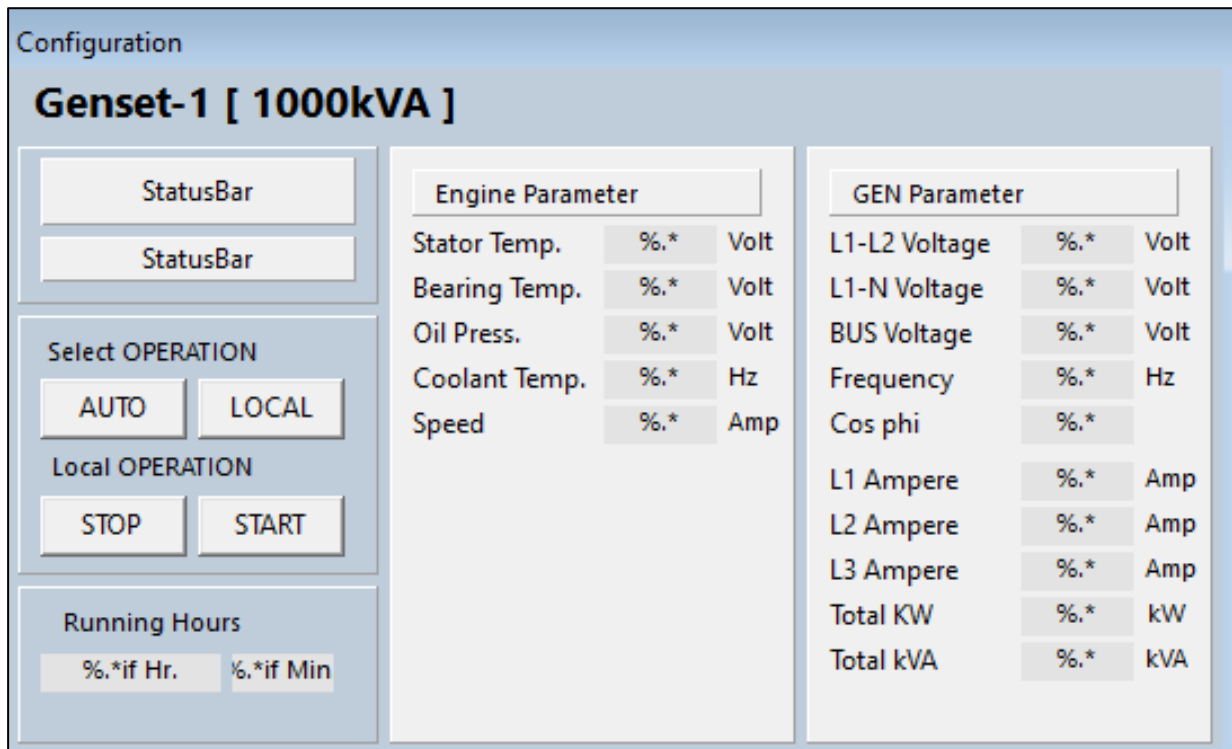 Configuration
Genset-1 [ 1000kVA ]
StatusBar
StatusBar
Select OPERATION
AUTO LOCAL
Local OPERATION
STOP START
Running Hours
%.*if Hr. %.*if Min
Engine Parameter
Stator Temp. %.* Volt
Bearing Temp. %.* Volt
Oil Press. %.* Volt
Coolant Temp. %.* Hz
Speed %.* Amp
GEN Parameter
L1-L2 Voltage %.* Volt
L1-N Voltage %.* Volt
BUS Voltage %.* Volt
Frequency %.* Hz
Cos phi %.*
L1 Ampere %.* Amp
L2 Ampere %.* Amp
L3 Ampere %.* Amp
Total KW %.* kW
Total kVA %.* kVA